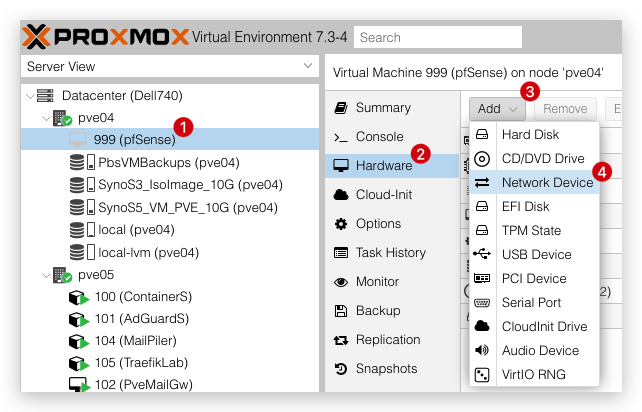 PROXMOX Virtual Environment 7.3-4 Search
Server View
Virtual Machine 999 (pfSense) on node 'pve04'
Datacenter (Dell740)
pve04
999 (pfSense) 1
PbsVMBackups (pve04)
SynoS3_IsoImage_10G (pve04)
SynoS5_VM_PVE_10G (pve04)
local (pve04)
local-lvm (pve04)
pve05
100 (ContainerS)
101 (AdGuardS)
104 (MailPiler)
105 (TraefikLab)
102 (PveMailGw)
Summary
Console
Hardware 2
Cloud-Init
Options
Task History
Monitor
Backup
Replication
Snapshots
3
Add Remove E
Hard Disk
CD/DVD Drive
Network Device 4
EFI Disk
TPM State
USB Device
PCI Device
Serial Port
CloudInit Drive
Audio Device
VirtIO RNG
2)